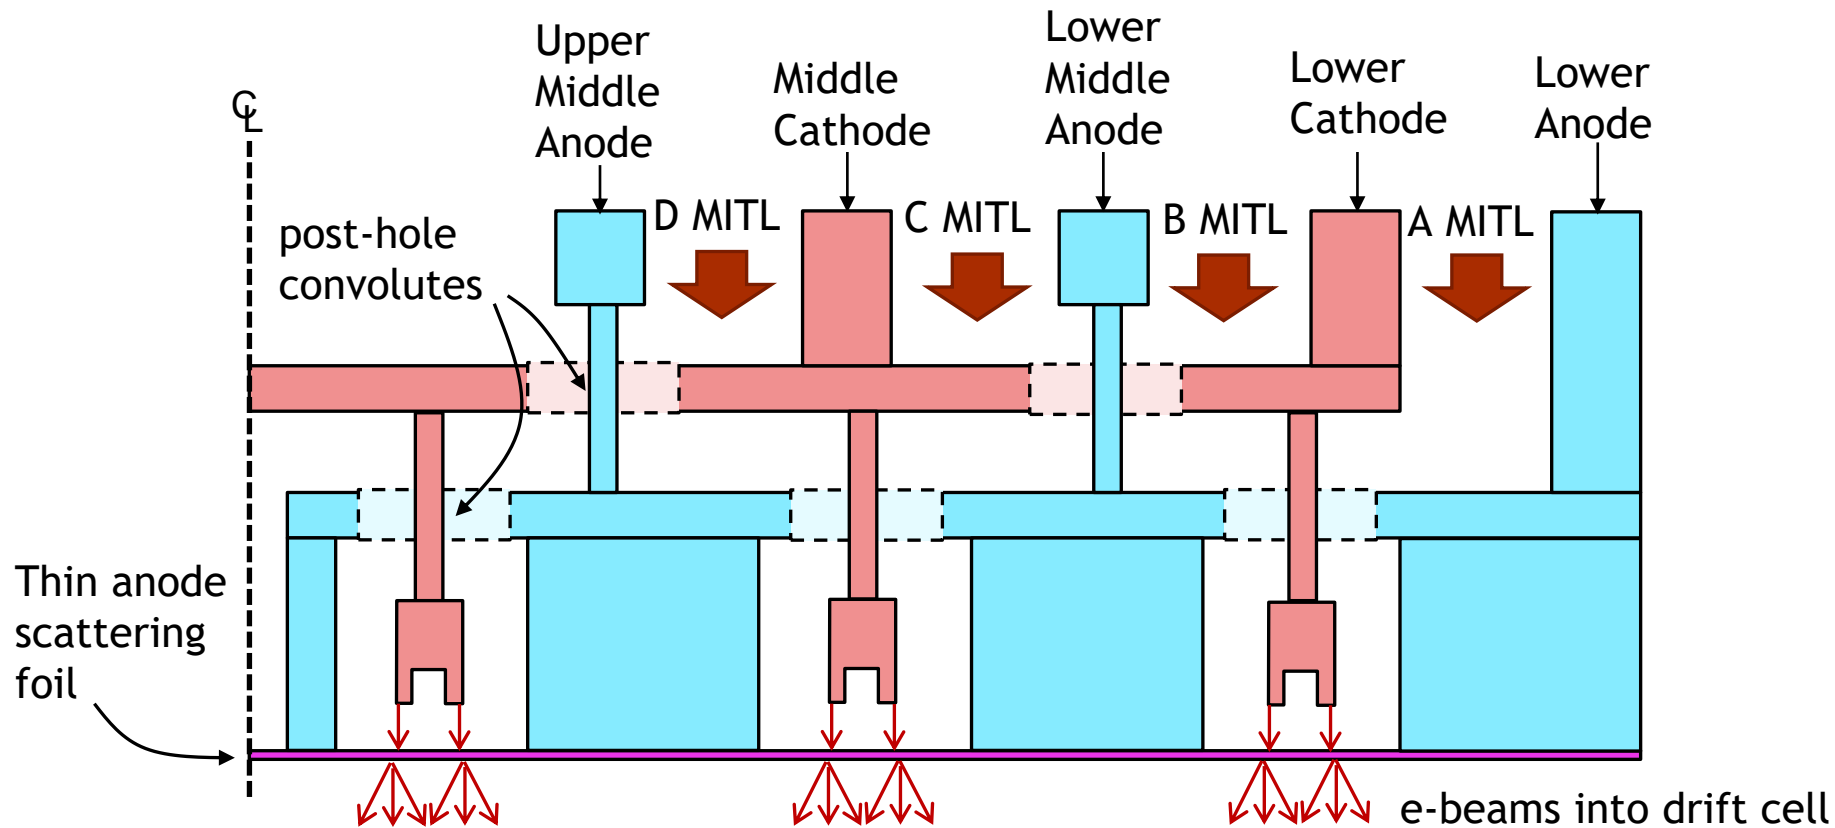 Upper
Middle
Anode
Middle
Cathode
Lower
Middle
Anode
Lower
Cathode
Lower
Anode
℄
post-hole
convolutes
D MITL
C MITL
B MITL
A MITL
Thin anode
scattering
foil
e-beams into drift cell